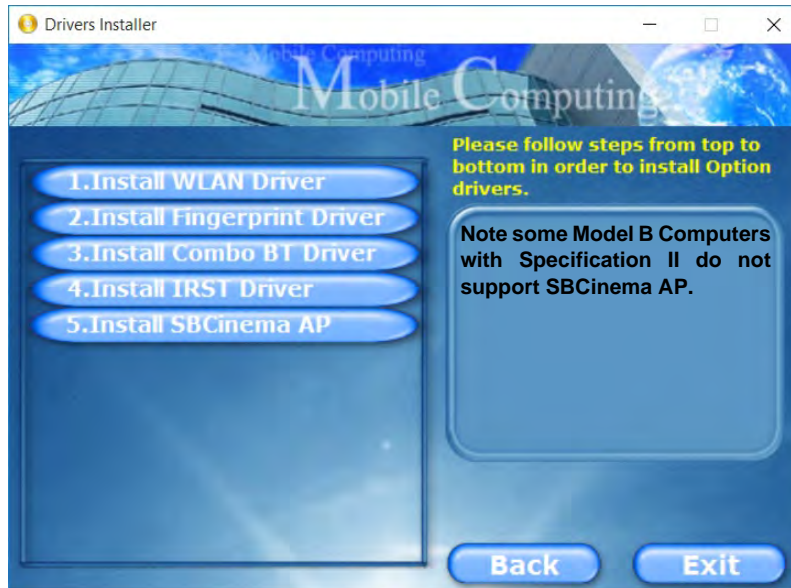 Drivers Installer
Mobile Computing
Mobile Computing
Please follow steps from top to
bottom in order to install Option
drivers.
1.Install WLAN Driver
2.Install Fingerprint Driver
3.Install Combo BT Driver
4.Install IRST Driver
5.Install SBCinema AP
Note some Model B Computers
with Specification II do not
support SBCinema AP.
Back
Exit